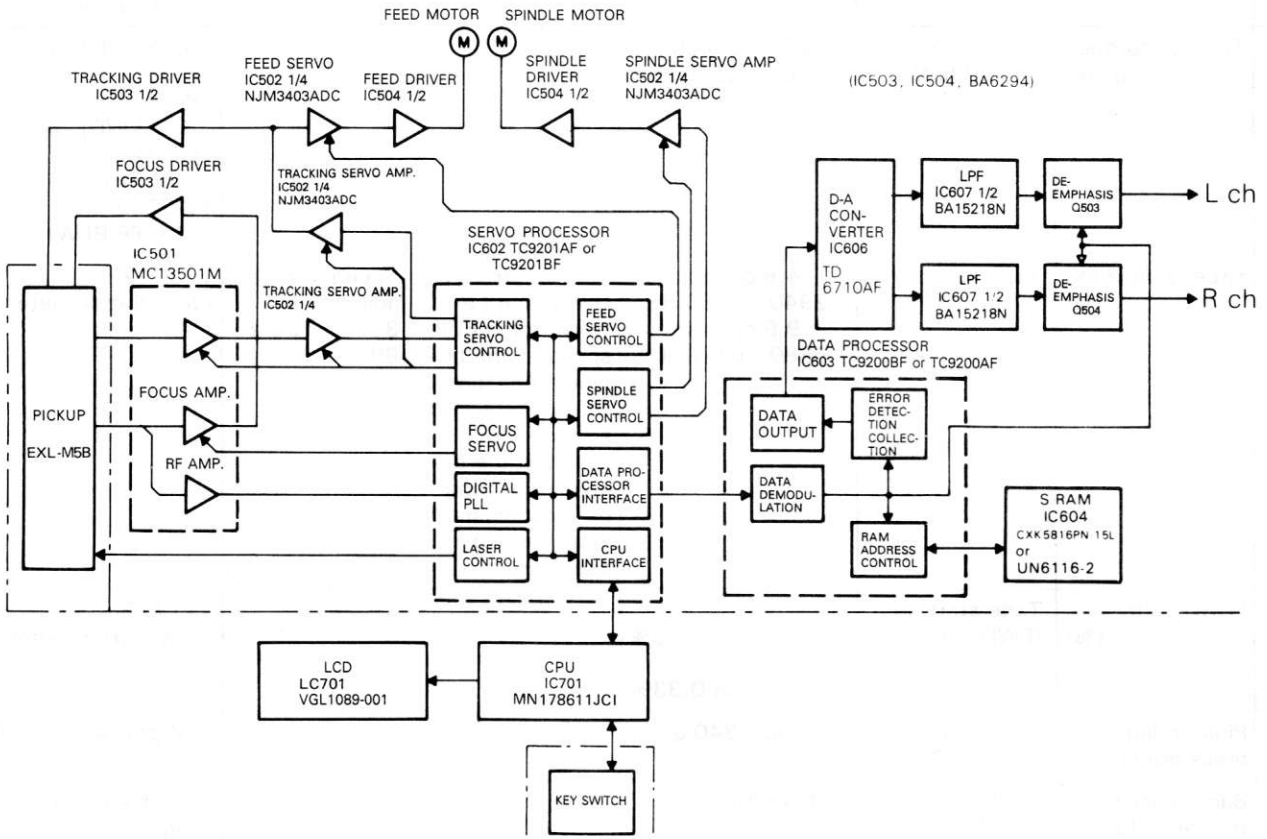 FEED MOTOR
SPINDLE MOTOR
M
M
TRACKING DRIVER
IC503 1/2
FEED SERVO
IC502 1/4
NJM3403ADC
FEED DRIVER
IC504 1/2
SPINDLE
DRIVER
IC504 1/2
SPINDLE SERVO AMP
IC502 1/4
NJM3403ADC
(IC503, IC504, BA6294)
FOCUS DRIVER
IC503 1/2
TRACKING SERVO AMP.
IC502 1/4
NJM3403ADC
IC501
MC13501M
TRACKING SERVO AMP.
IC502 1/4
SERVO PROCESSOR
IC602 TC9201AF or
TC9201BF
D-A
CON-
VERTER
IC606
TD
6710AF
LPF
IC607 1/2
BA15218N
DE-
EMPHASIS
Q503
L ch
LPF
IC607 1/2
BA15218N
DE-
EMPHASIS
Q504
R ch
PICKUP
EXL-M5B
FOCUS AMP.
RF AMP.
TRACKING
SERVO
CONTROL
FEED
SERVO
CONTROL
SPINDLE
SERVO
CONTROL
FOCUS
SERVO
DIGITAL
PLL
DATA PRO-
CESSOR
INTERFACE
LASER
CONTROL
CPU
INTERFACE
DATA PROCESSOR
IC603 TC9200BF or TC9200AF
DATA
OUTPUT
ERROR
DETEC-
TION
COLLEC-
TION
DATA
DEMODU-
LATION
RAM
ADDRESS
CONTROL
S RAM
IC604
CXK5816PN 15L
or
UN6116-2
LCD
LC701
VGL1089-001
CPU
IC701
MN178611JCI
KEY SWITCH